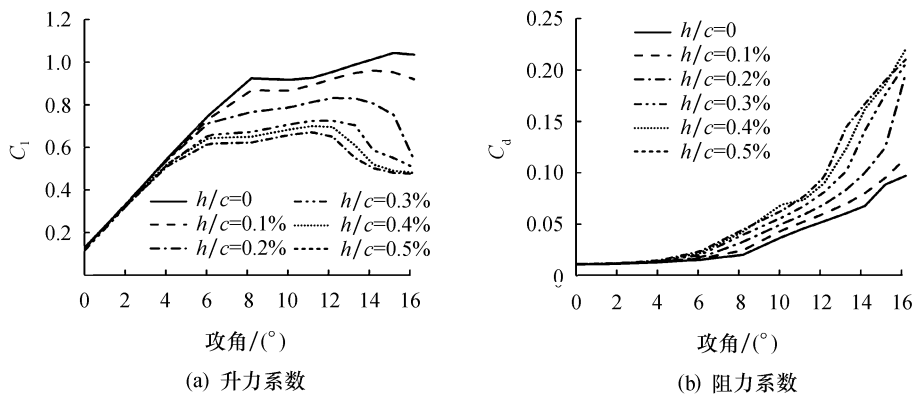 1.2
1.0
0.8
0.6
0.4
0.2
C₁
h/c=0
h/c=0.1%
h/c=0.2%
h/c=0.3%
h/c=0.4%
h/c=0.5%
0 2 4 6 8 10 12 14 16
攻角/(°)
(a) 升力系数
0.25
0.20
0.15
0.10
0.05
0
C_d
h/c=0
h/c=0.1%
h/c=0.2%
h/c=0.3%
h/c=0.4%
h/c=0.5%
0 2 4 6 8 10 12 14 16
攻角/(°)
(b) 阻力系数